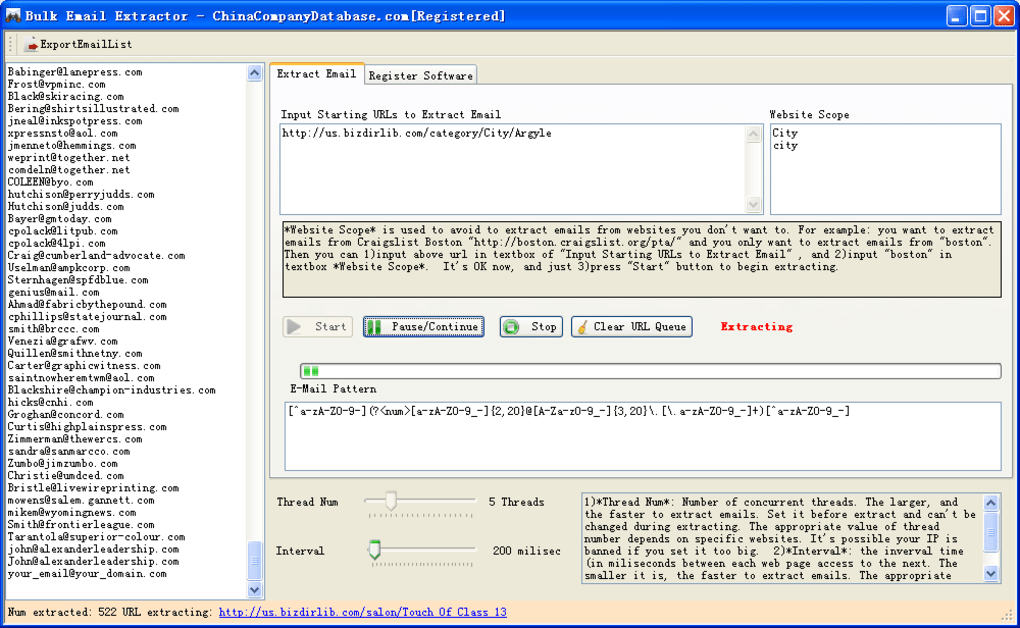 Bulk Email Extractor - ChinaCompanyDatabase.com[Registered]
ExportEmailList
Babinger@lanepress.com
Frost@vpminc.com
Black@skiracing.com
Bering@shirtsillustrated.com
jneal@inkspotpress.com
xpressnsto@aol.com
jmenneto@hemmings.com
weprint@together.net
comdeln@together.net
COLEEN@byo.com
hutchison@perryjudds.com
Hutchison@judds.com
Bayer@gmtoday.com
cpolack@litpub.com
cpolack@4lpi.com
Craig@cumberland-advocate.com
Uselman@ampkcorp.com
Sternhagen@spfdblue.com
genius@mail.com
Ahmad@fabricbythepound.com
cphillips@statejournal.com
smith@brccc.com
Venezia@grafwv.com
Quillen@smithnetny.com
Carter@graphicwitness.com
saintnowheremtwm@aol.com
Blackshire@champion-industries.com
hicks@cnhi.com
Groghan@concord.com
Curtis@highplainspress.com
Zimmerman@thewercs.com
sandra@sanmarcco.com
Zumbo@jimzumbo.com
Christie@umdced.com
Bristle@livewireprinting.com
mowens@salem.gannett.com
mikem@wyomingnews.com
Smith@frontierleague.com
Tarantola@superior-colour.com
john@alexanderleadership.com
John@alexanderleadership.com
your_email@your_domain.com
Extract Email
Register Software
Input Starting URLs to Extract Email
Website Scope
http://us.bizdirlib.com/category/City/Argyle
City
city
*Website Scope* is used to avoid to extract emails from websites you don't want to. For example: you want to extract
emails from Craigslist Boston "http://boston.craigslist.org/pta/" and you only want to extract emails from "boston".
Then you can 1)input above url in textbox of "Input Starting URLs to Extract Email" , and 2)input "boston" in
textbox *Website Scope*.  It's OK now, and just 3)press "Start" button to begin extracting.
Start
Pause/Continue
Stop
Clear URL Queue
Extracting
E-Mail Pattern
[^a-zA-Z0-9-](?<num>[a-zA-Z0-9_-]{2,20}@[A-Za-z0-9_-]{3,20}\.[\.a-zA-Z0-9_-]+)[^a-zA-Z0-9_-]
Thread Num
5 Threads
Interval
200 milisec
1)*Thread Num*: Number of concurrent threads. The larger, and
the faster to extract emails. Set it before extract and can't be
changed during extracting. The appropriate value of thread
number depends on specific websites. It's possible your IP is
banned if you set it too big.  2)*Interval*: the inverval time
(in miliseconds between each web page access to the next. The
smaller it is, the faster to extract emails. The appropriate
Num extracted: 522 URL extracting: http://us.bizdirlib.com/salon/Touch Of Class 13